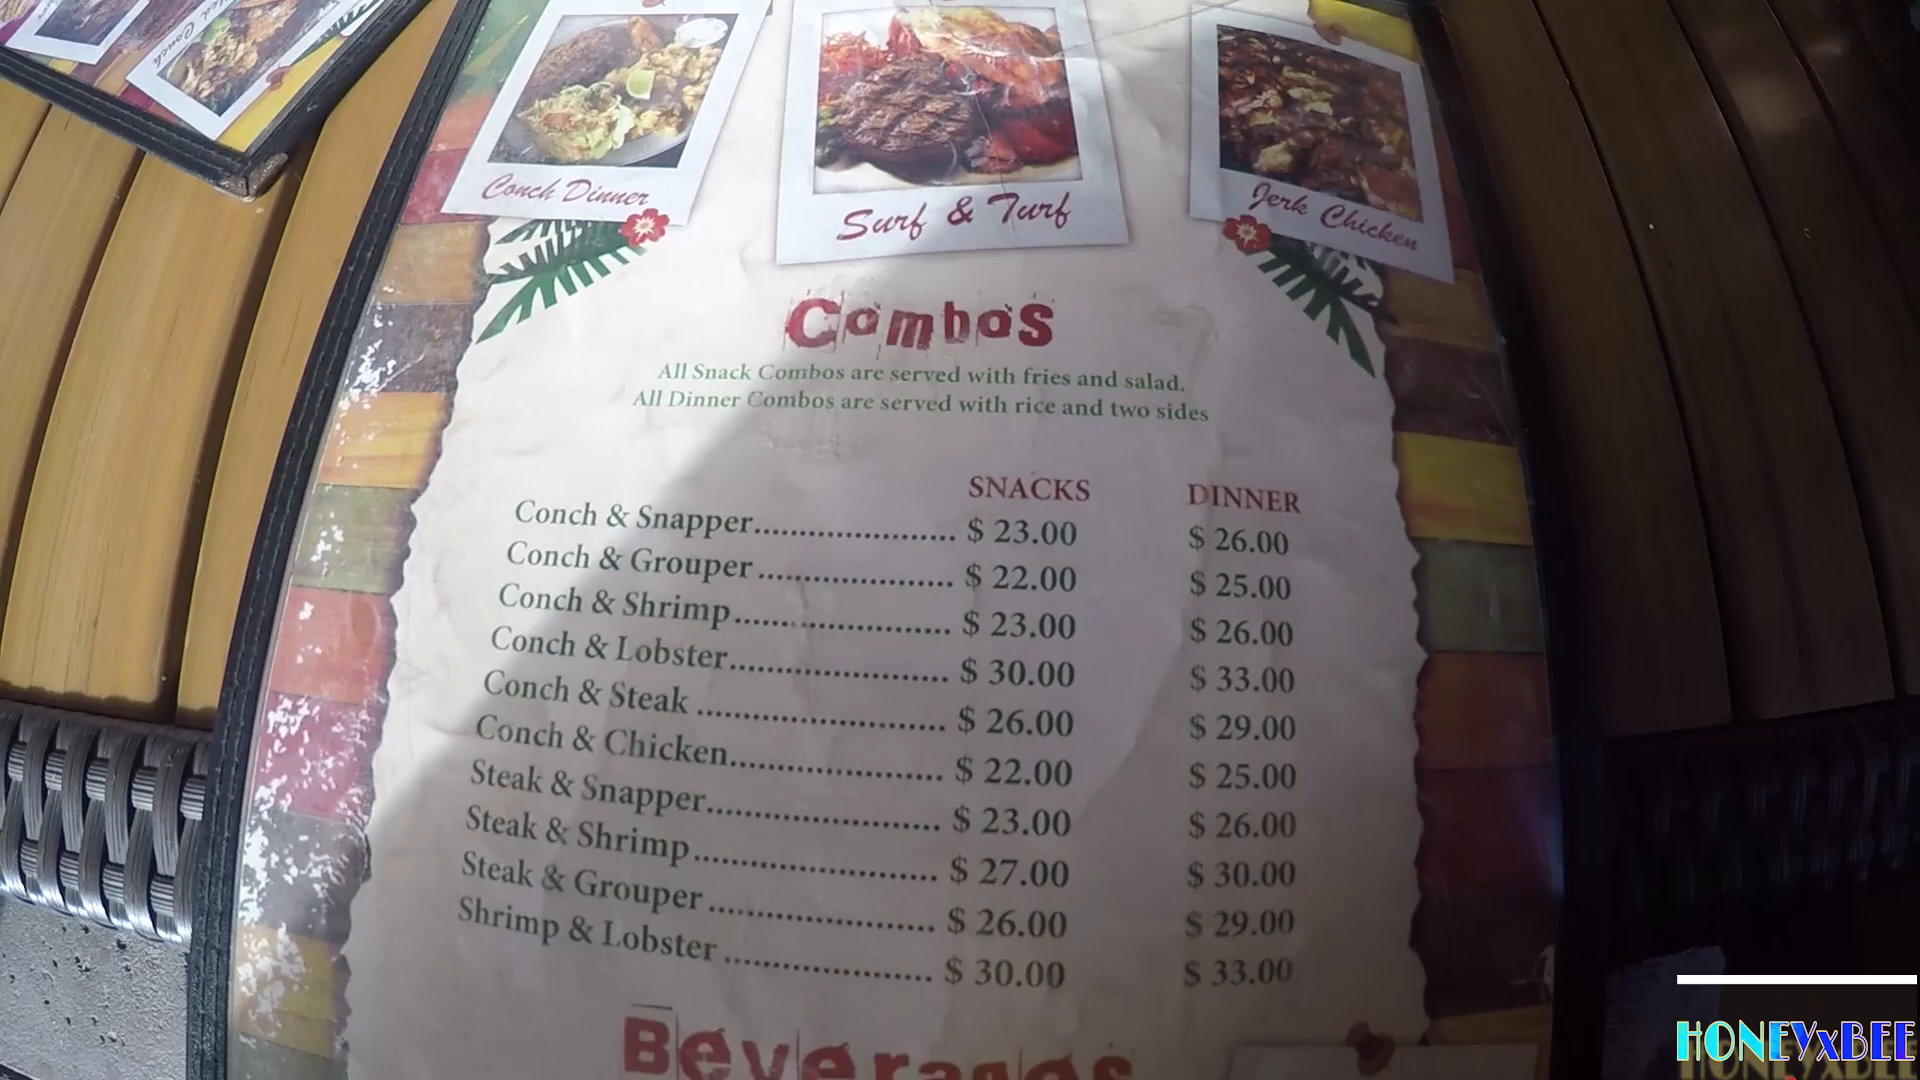 Conch
Conch Dinner
Surf & Turf
Jerk Chicken
Combos
All Snack Combos are served with fries and salad.
All Dinner Combos are served with rice and two sides
SNACKS DINNER
Conch & Snapper..................... $ 23.00 $ 26.00
Conch & Grouper ..................... $ 22.00 $ 25.00
Conch & Shrimp....................... $ 23.00 $ 26.00
Conch & Lobster....................... $ 30.00 $ 33.00
Conch & Steak .......................... $ 26.00 $ 29.00
Conch & Chicken...................... $ 22.00 $ 25.00
Steak & Snapper........................ $ 23.00 $ 26.00
Steak & Shrimp......................... $ 27.00 $ 30.00
Steak & Grouper ....................... $ 26.00 $ 29.00
Shrimp & Lobster ..................... $ 30.00 $ 33.00
Beverages
HONEYxBEE